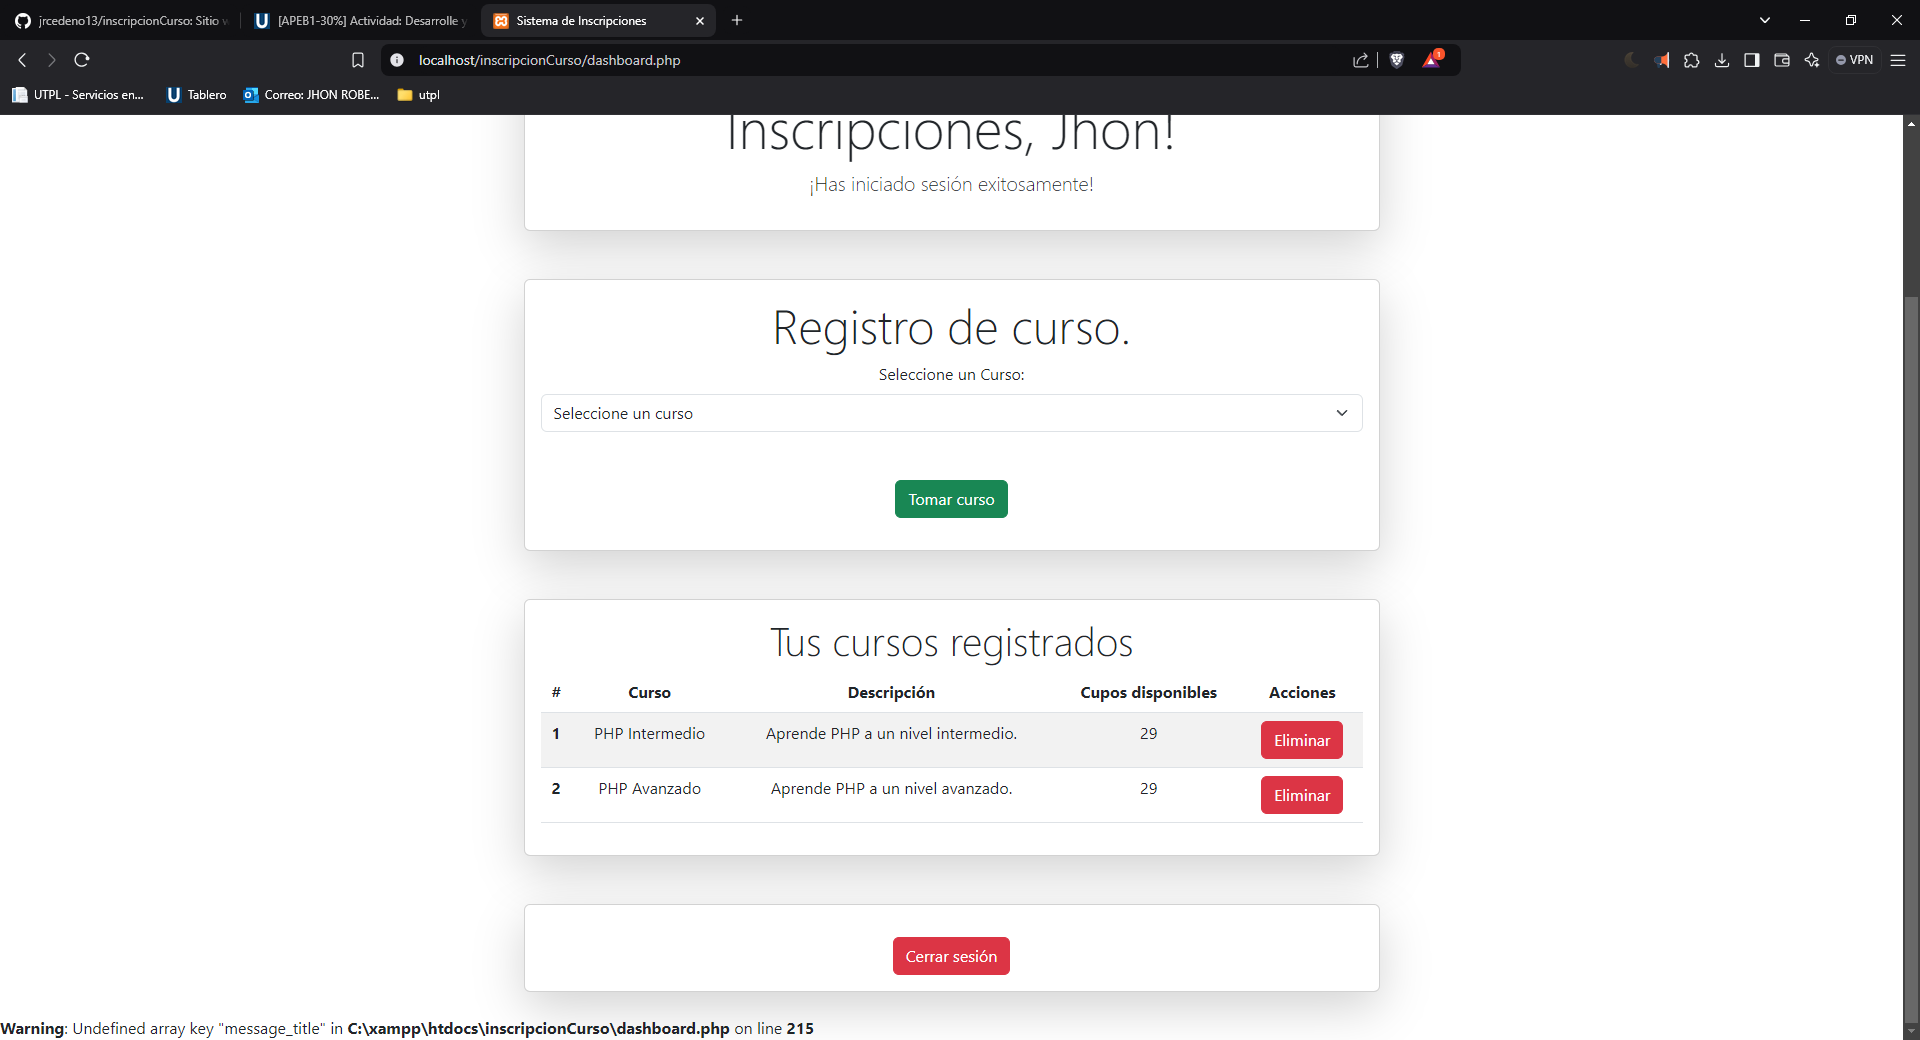 jrcedeno13/inscripcionCurso: Sitio
[APEB1-30%] Actividad: Desarrolle y
Sistema de Inscripciones
localhost/inscripcionCurso/dashboard.php
1
VPN
UTPL - Servicios en...
Tablero
Correo: JHON ROBE...
utpl
Inscripciones, Jhon!
¡Has iniciado sesión exitosamente!
Registro de curso.
Seleccione un Curso:
Seleccione un curso
Tomar curso
Tus cursos registrados
# Curso Descripción Cupos disponibles Acciones
1 PHP Intermedio Aprende PHP a un nivel intermedio. 29 Eliminar
2 PHP Avanzado Aprende PHP a un nivel avanzado. 29 Eliminar
Cerrar sesión
Warning: Undefined array key "message_title" in C:\xampp\htdocs\inscripcionCurso\dashboard.php on line 215